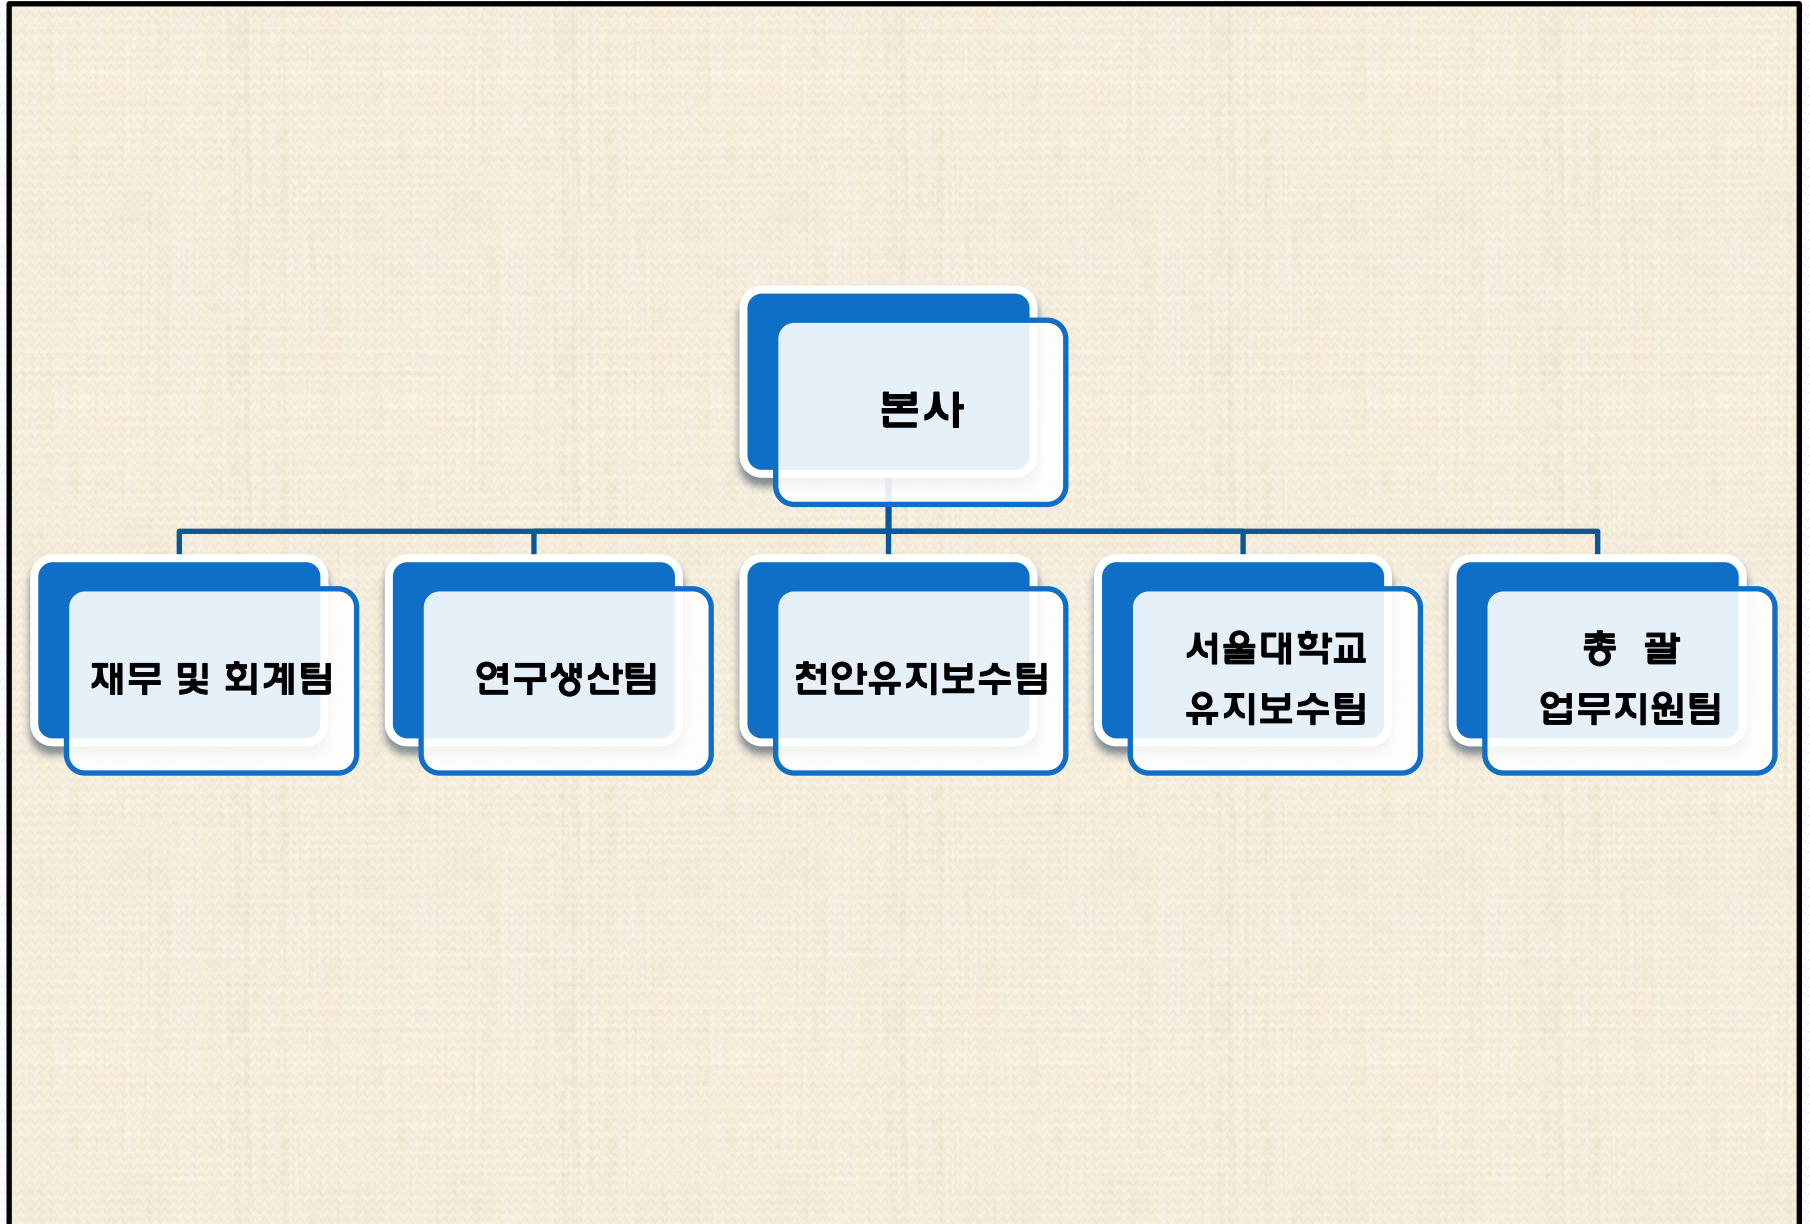 본사
재무 및 회계팀
연구생산팀
천안유지보수팀
서울대학교
유지보수팀
총 괄
업무지원팀